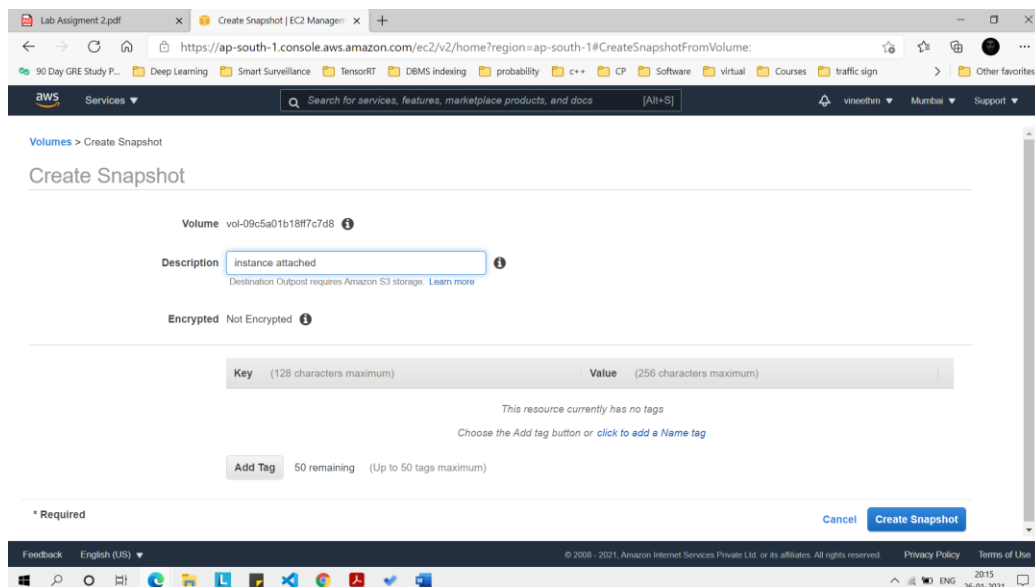 Lab Assigment 2.pdf
Create Snapshot | EC2 Managem
https://ap-south-1.console.aws.amazon.com/ec2/v2/home?region=ap-south-1#CreateSnapshotFromVolume:
90 Day GRE Study P... Deep Learning Smart Surveillance TensorRT DBMS indexing probability c++ CP Software virtual Courses traffic sign Other favorites
aws Services Search for services, features, marketplace products, and docs [Alt+S] vineethm Mumbai Support
Volumes > Create Snapshot
Create Snapshot
Volume vol-09c5a01b18ff7c7d8
Description instance attached
Destination Outpost requires Amazon S3 storage. Learn more
Encrypted Not Encrypted
Key (128 characters maximum) Value (256 characters maximum)
This resource currently has no tags
Choose the Add tag button or click to add a Name tag
Add Tag 50 remaining (Up to 50 tags maximum)
* Required
Cancel Create Snapshot
Feedback English (US) © 2008 - 2021, Amazon Internet Services Private Ltd. or its affiliates. All rights reserved. Privacy Policy Terms of Use
ENG 20:15
26-01-2021